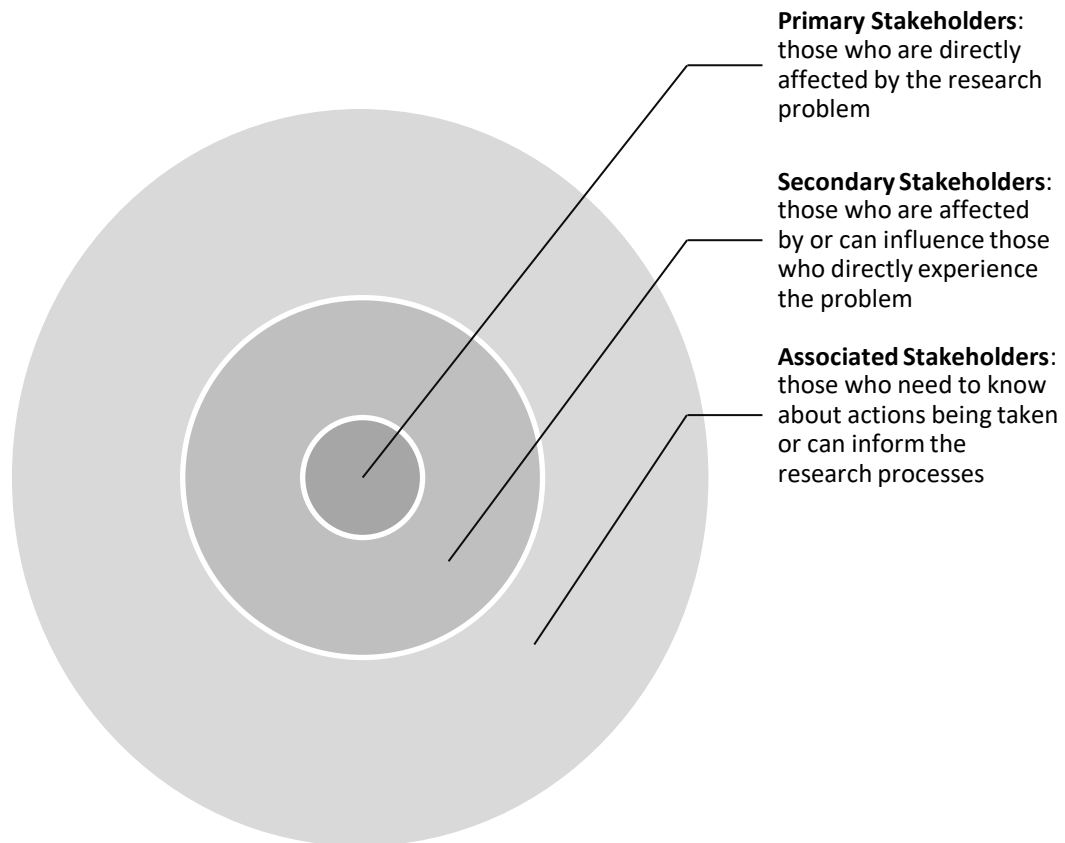 Primary Stakeholders:
those who are directly
affected by the research
problem
Secondary Stakeholders:
those who are affected
by or can influence those
who directly experience
the problem
Associated Stakeholders:
those who need to know
about actions being taken
or can inform the
research processes